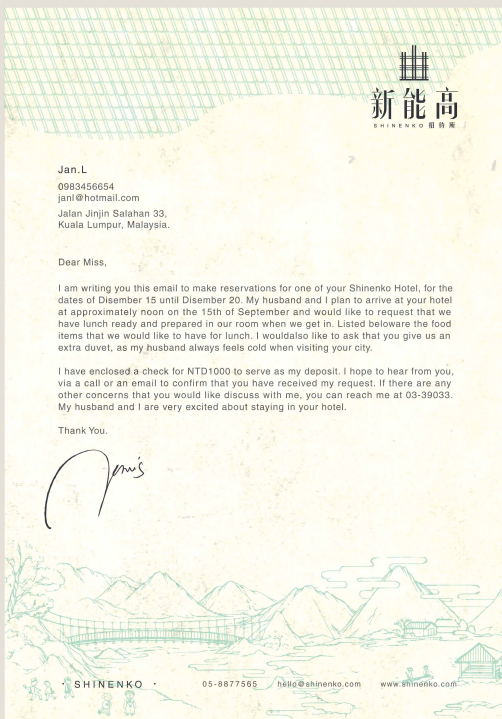 新能高
SHINENKO 招待所
Jan.L
0983456654
janl@hotmail.com
Jalan Jinjin Salahan 33,
Kuala Lumpur, Malaysia.
Dear Miss,
I am writing you this email to make reservations for one of your Shinenko Hotel, for the
dates of Disember 15 until Disember 20. My husband and I plan to arrive at your hotel
at approximately noon on the 15th of September and would like to request that we
have lunch ready and prepared in our room when we get in. Listed beloware the food
items that we would like to have for lunch. I wouldalso like to ask that you give us an
extra duvet, as my husband always feels cold when visiting your city.
I have enclosed a check for NTD1000 to serve as my deposit. I hope to hear from you,
via a call or an email to confirm that you have received my request. If there are any
other concerns that you would like discuss with me, you can reach me at 03-39033.
My husband and I are very excited about staying in your hotel.
Thank You.
· SHINENKO ·
05-8877565 hello@shinenko.com www.shinenko.com